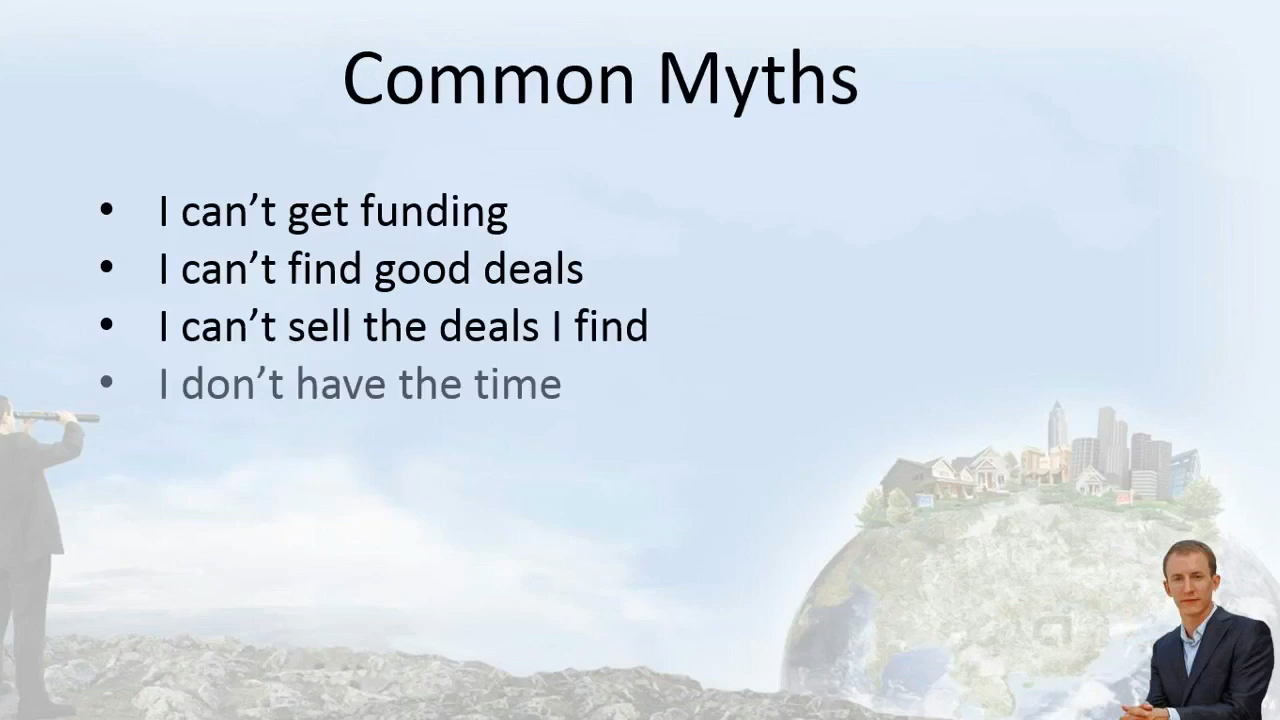 Common Myths
• I can’t get funding
• I can’t find good deals
• I can’t sell the deals I find
• I don’t have the time